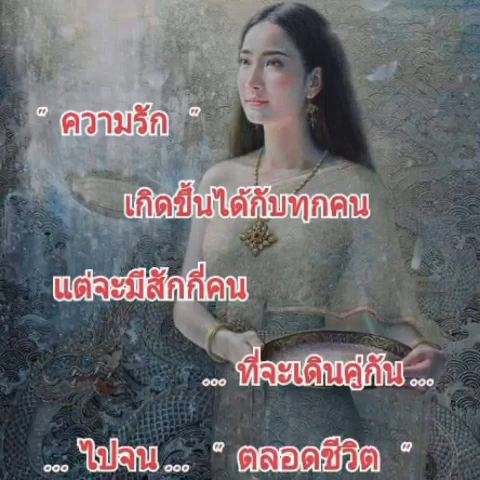 " ความรัก "
เกิดขึ้นได้กับทุกคน
แต่จะมีสักกี่คน
... ที่จะเดินคู่กัน ...
... ไปจน ... " ตลอดชีวิต "